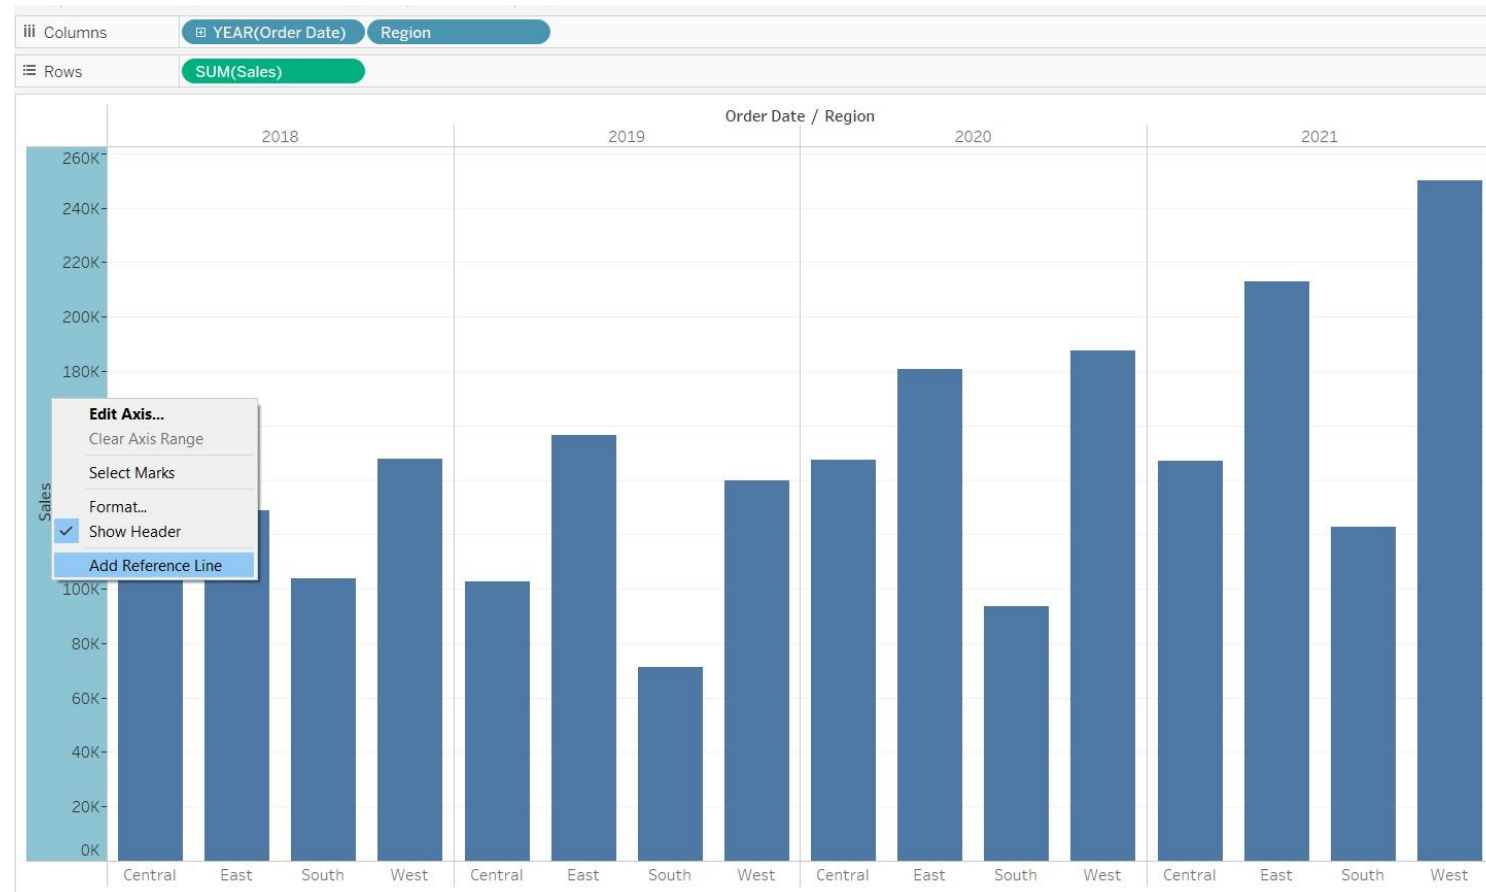 Columns YEAR(Order Date) Region
Rows SUM(Sales)
Order Date / Region
2018 2019 2020 2021
260K
240K
220K
200K
180K
Edit Axis...
Clear Axis Range
Select Marks
Format...
Show Header
Add Reference Line
Sales
100K
80K
60K
40K
20K
0K
Central East South West Central East South West Central East South West Central East South West